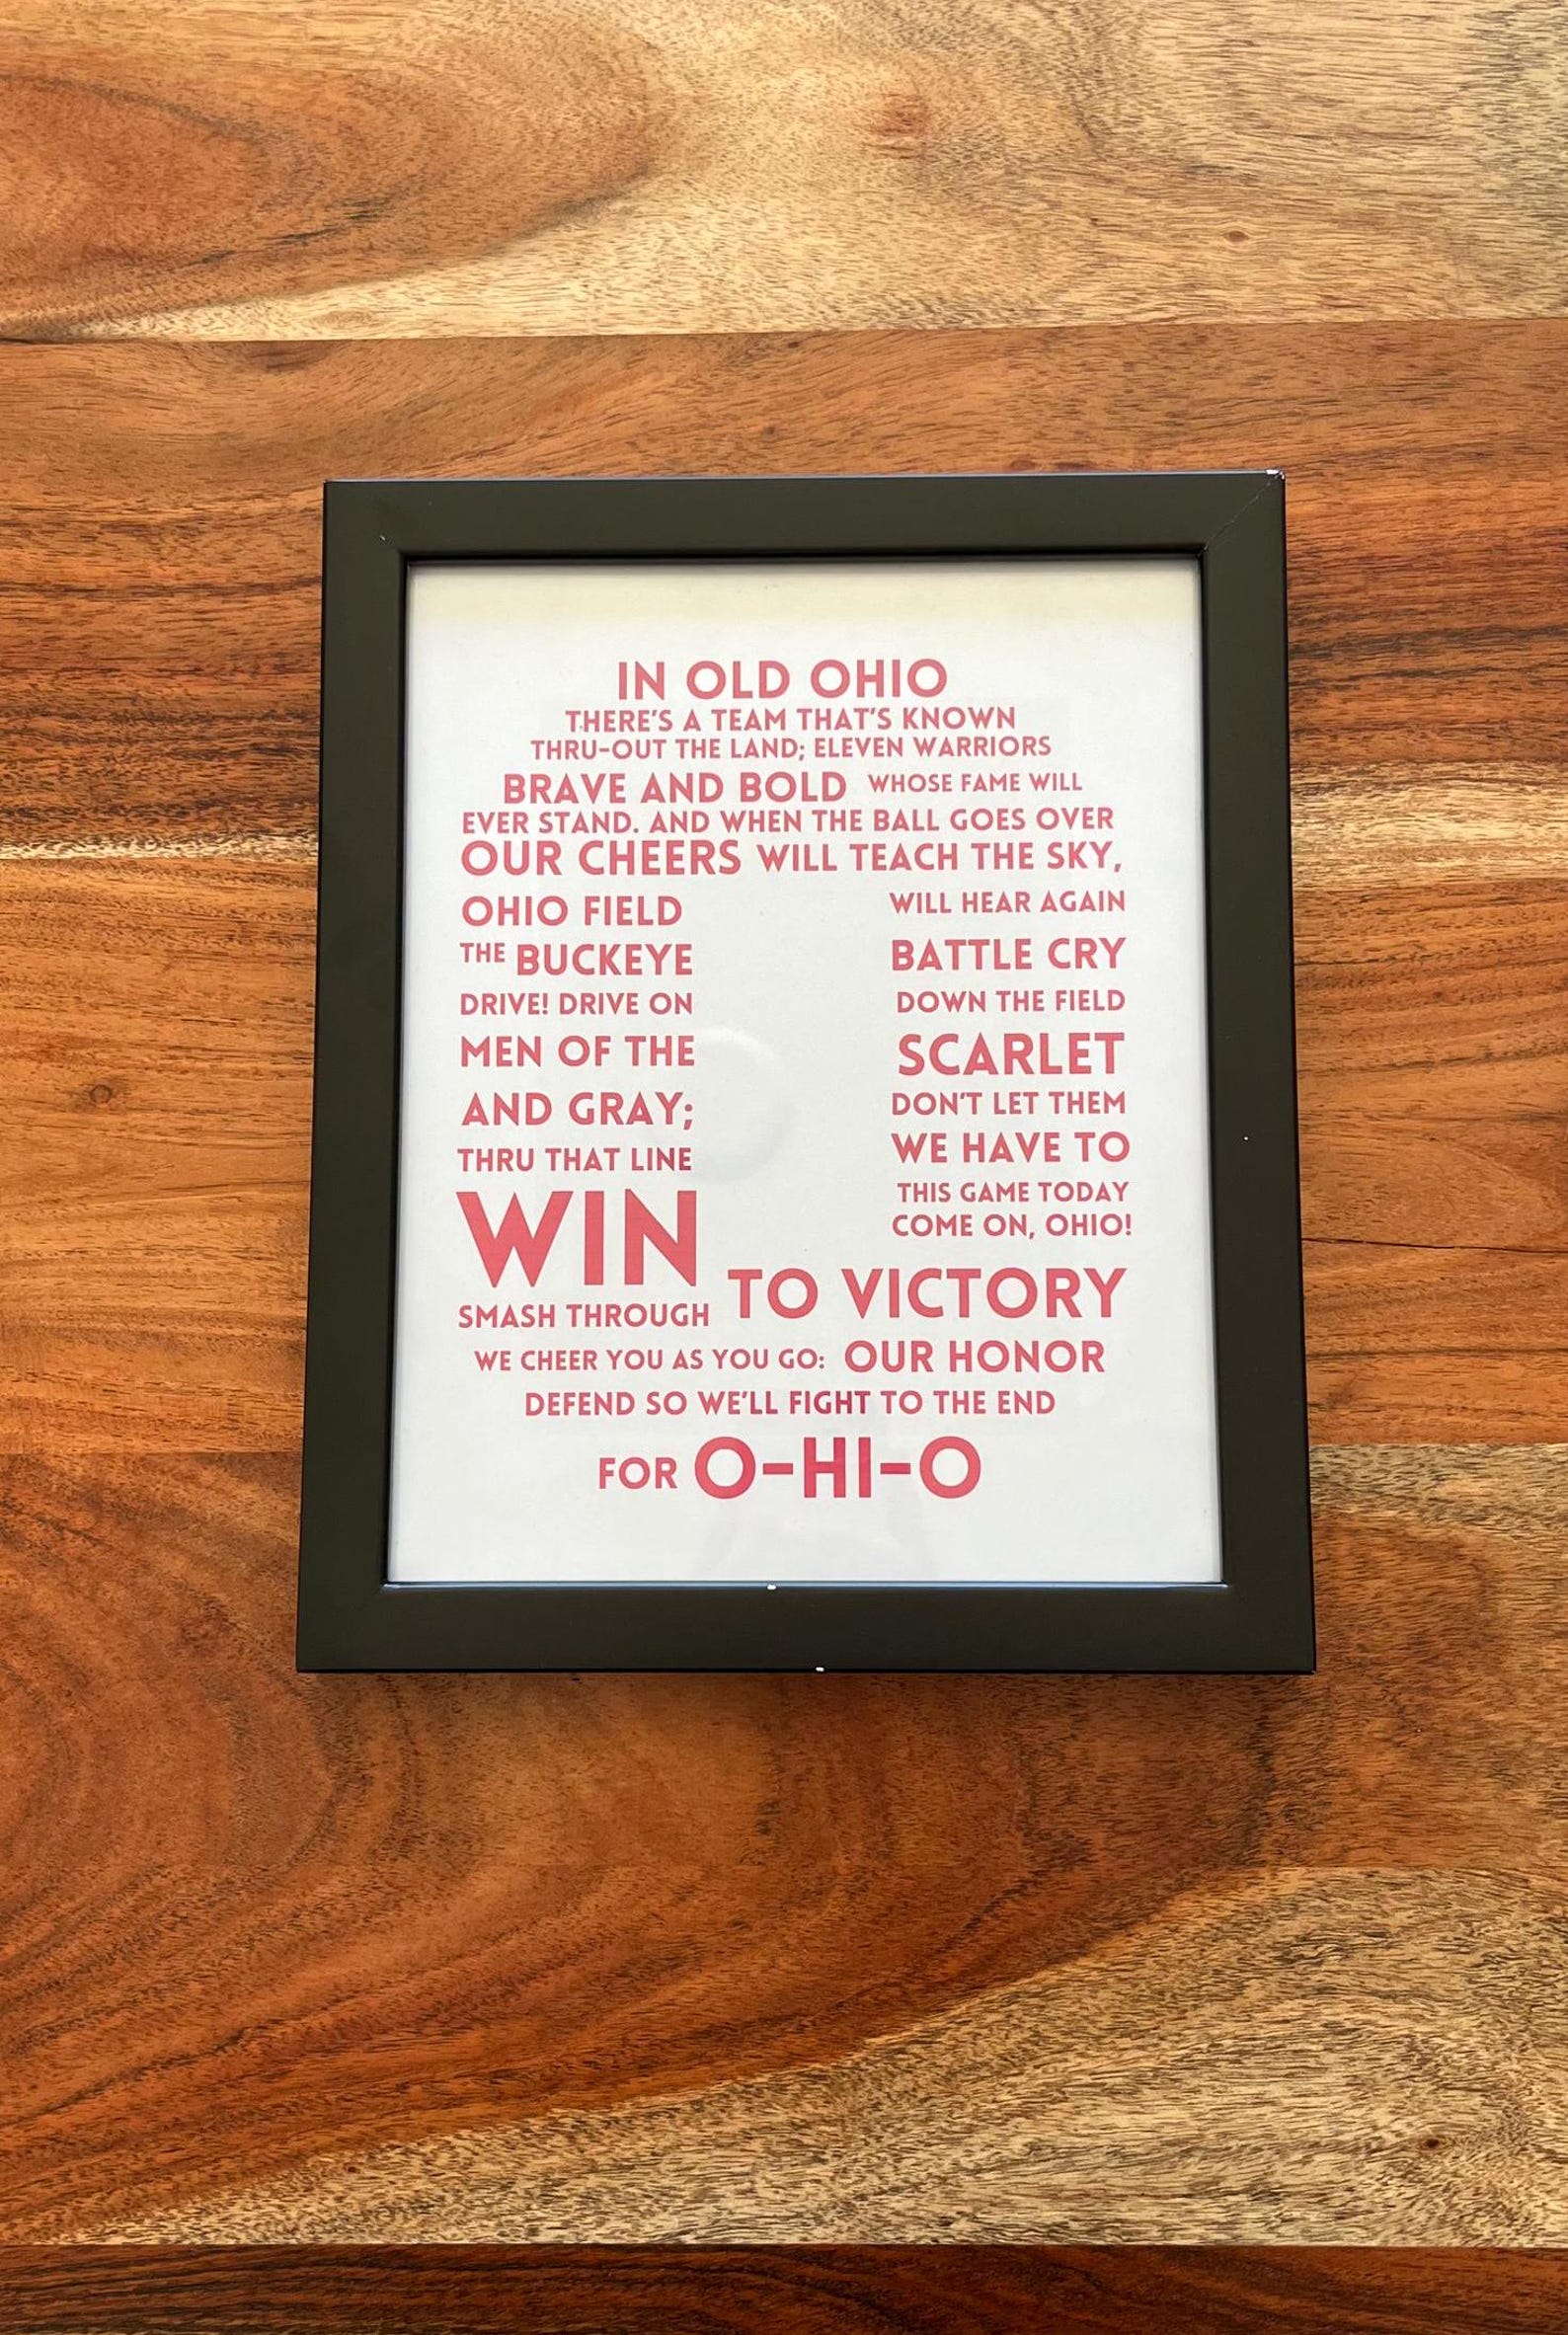 IN OLD OHIO
THERE'S A TEAM THAT'S KNOWN
THRU-OUT THE LAND; ELEVEN WARRIORS
BRAVE AND BOLD WHOSE FAME WILL
EVER STAND. AND WHEN THE BALL GOES OVER
OUR CHEERS WILL TEACH THE SKY,
OHIO FIELD WILL HEAR AGAIN
THE BUCKEYE BATTLE CRY
DRIVE! DRIVE ON DOWN THE FIELD
MEN OF THE SCARLET
AND GRAY; DON'T LET THEM
THRU THAT LINE WE HAVE TO
WIN THIS GAME TODAY
COME ON, OHIO!
SMASH THROUGH TO VICTORY
WE CHEER YOU AS YOU GO: OUR HONOR
DEFEND SO WE'LL FIGHT TO THE END
FOR O-HI-O